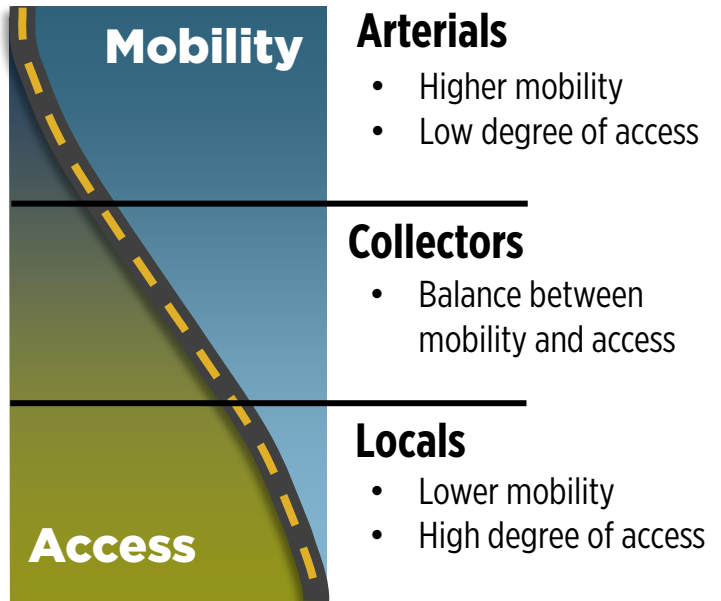 Mobility
Arterials
• Higher mobility
• Low degree of access
Collectors
• Balance between
mobility and access
Locals
• Lower mobility
• High degree of access
Access